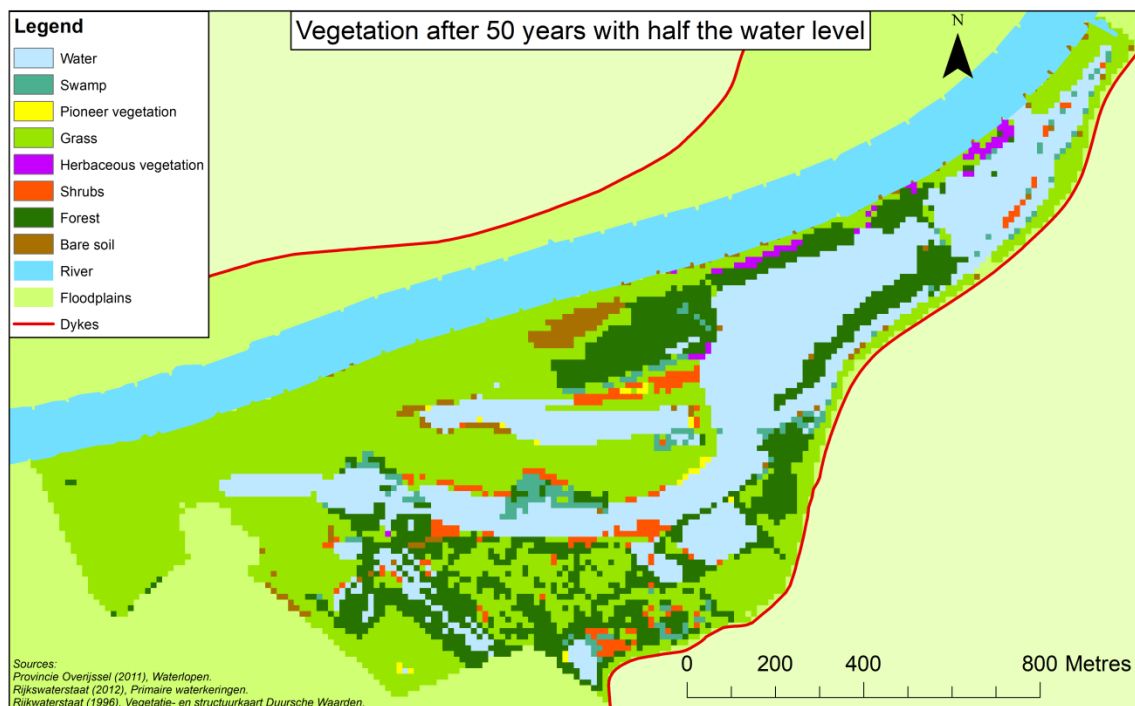 Vegetation after 50 years with half the water level
N
Legend
Water
Swamp
Pioneer vegetation
Grass
Herbaceous vegetation
Shrubs
Forest
Bare soil
River
Floodplains
Dykes
Sources:
Provincie Overijssel (2011), Waterlopen.
Rijkswaterstaat (2012), Primaire waterkeringen.
Rijkwaterstaat (1996), Vegetatie- en structuurkaart Duursche Waarden.
0 200 400 800 Metres